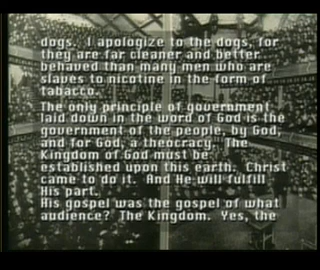 dogs. I apologize to the dogs, for
they are far cleaner and better
behaved than many men who are
slaves to nicotine in the form of
tobacco.
The only principle of government
laid down in the word of God is the
government of the people, by God,
and for God, a theocracy. The
Kingdom of God must be
established upon this earth. Christ
came to do it. And He will fulfill
His part.
His gospel was the gospel of what
audience? The Kingdom. Yes, the